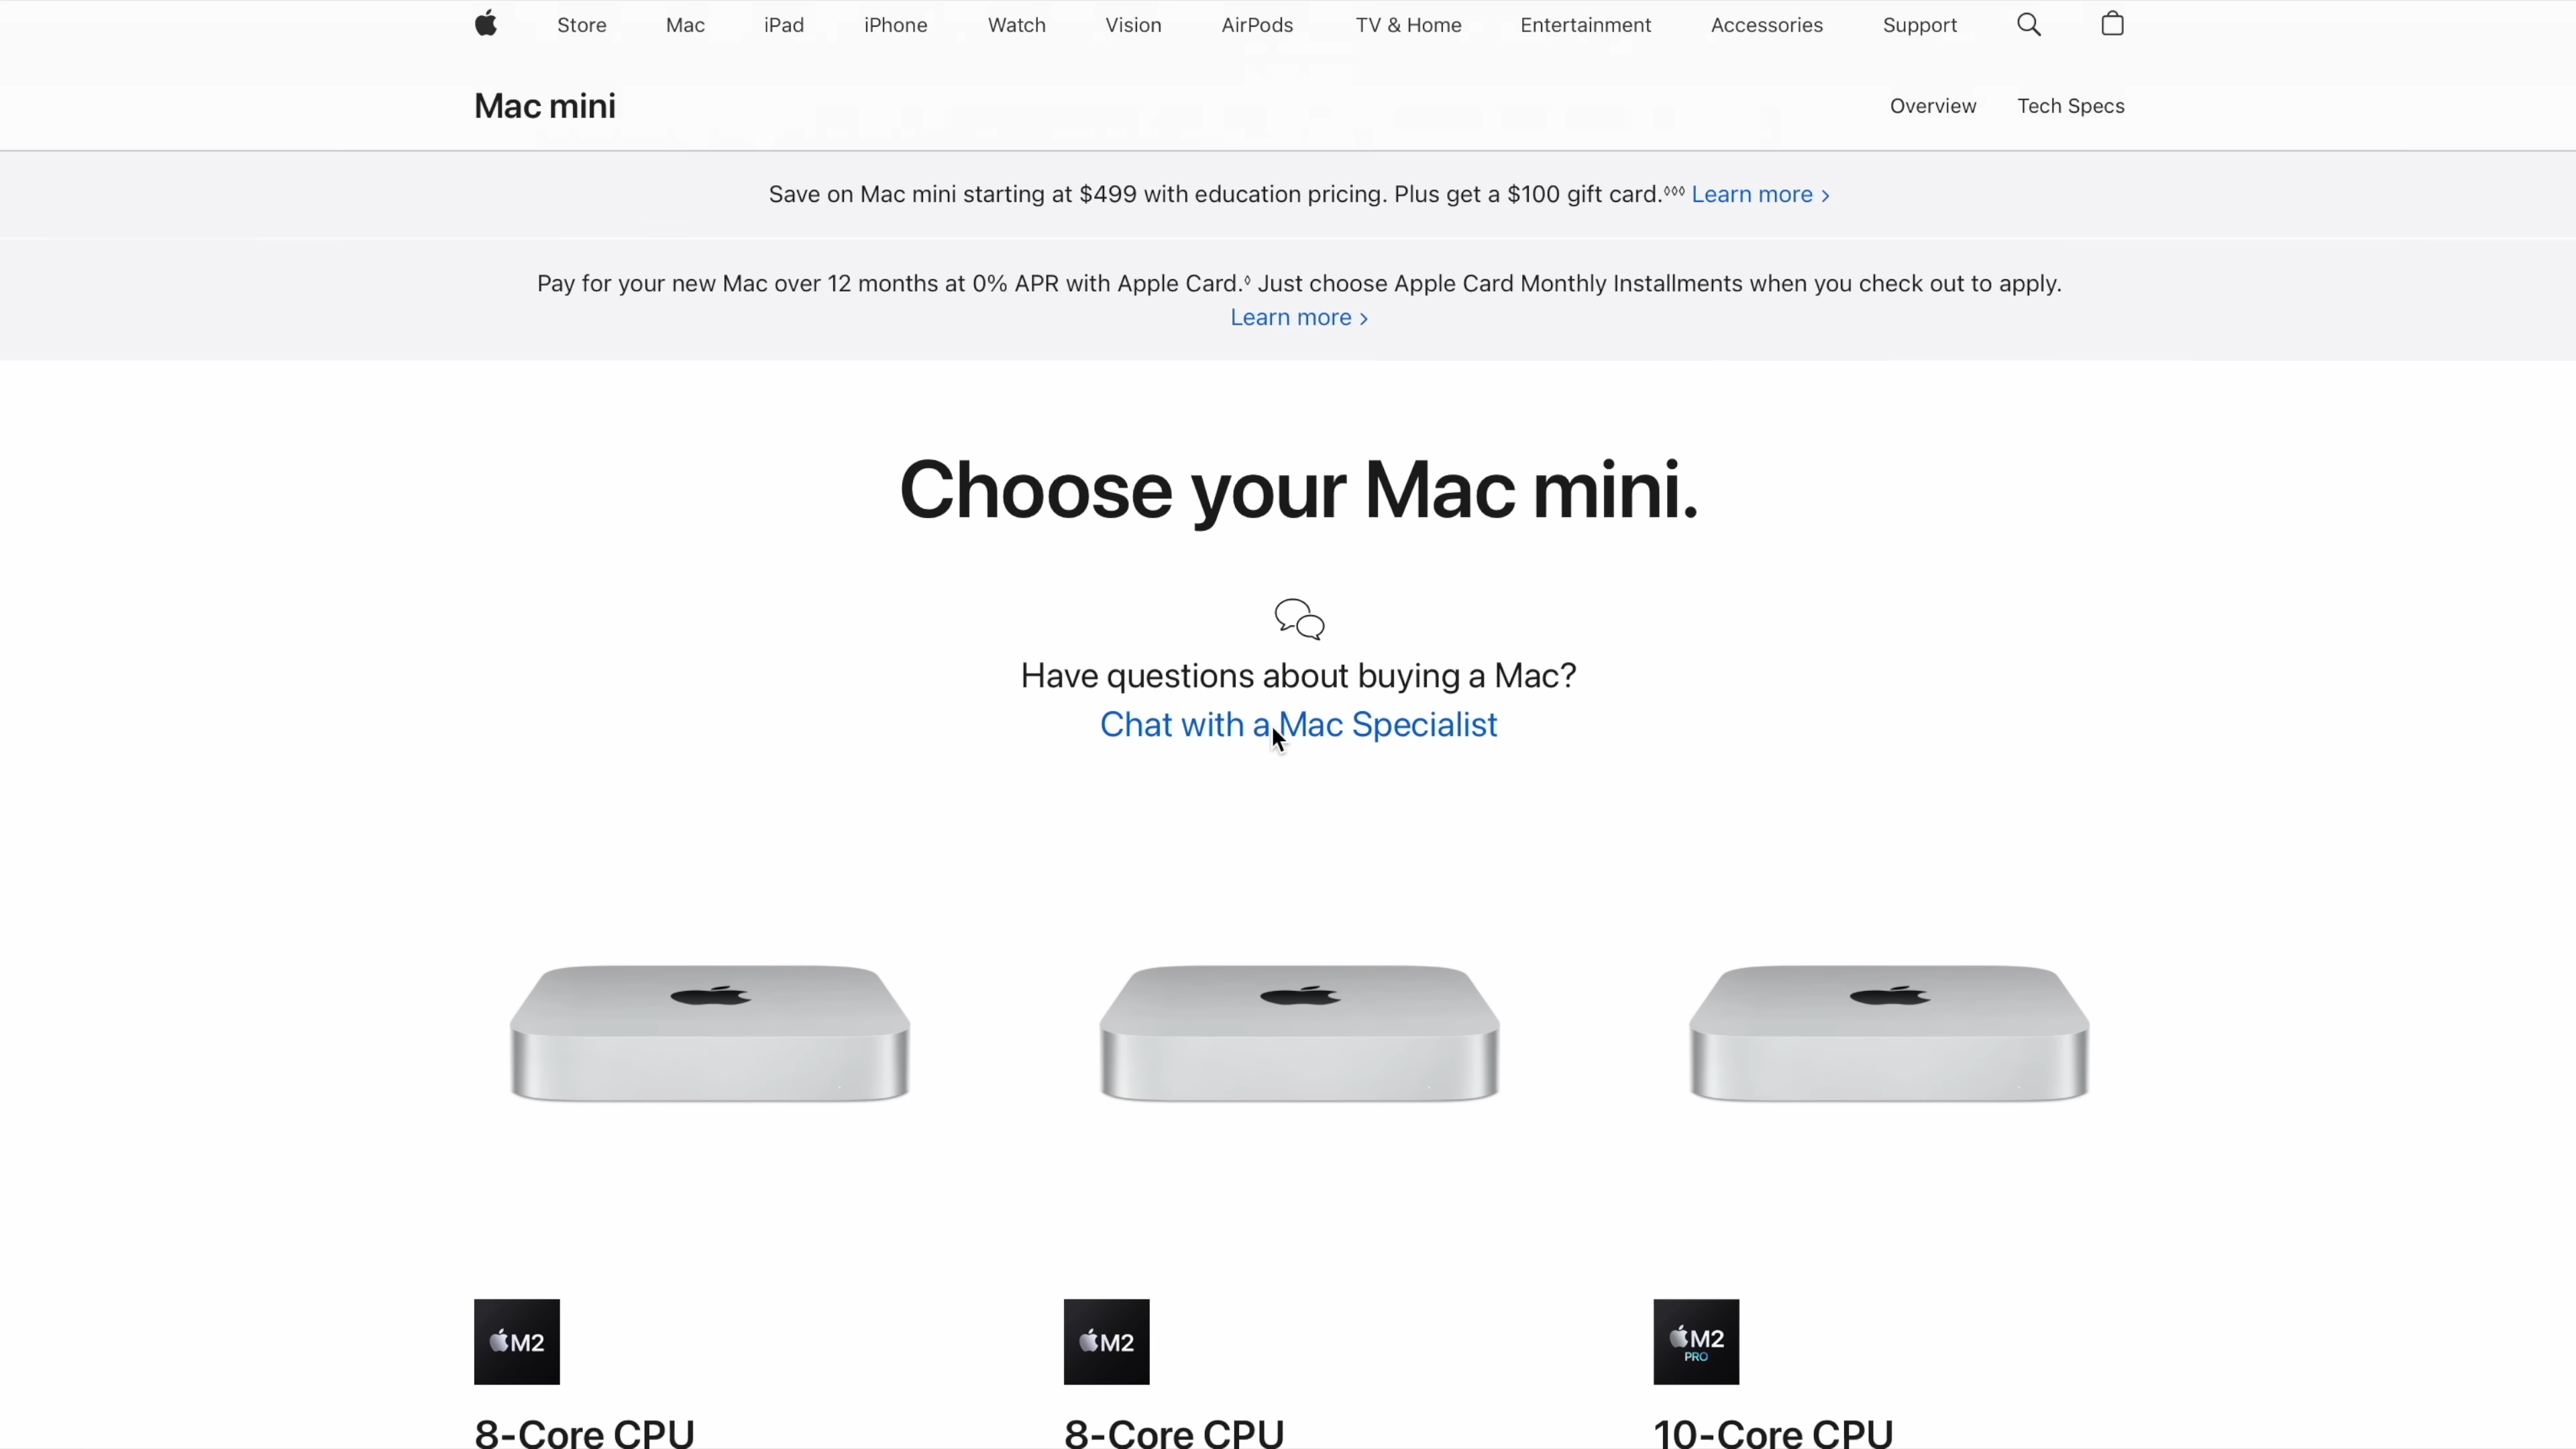 Store Mac iPad iPhone Watch Vision AirPods TV & Home Entertainment Accessories Support
Mac mini
Overview Tech Specs
Save on Mac mini starting at $499 with education pricing. Plus get a $100 gift card.◊◊◊ Learn more >
Pay for your new Mac over 12 months at 0% APR with Apple Card.◊ Just choose Apple Card Monthly Installments when you check out to apply.
Learn more >
Choose your Mac mini.
Have questions about buying a Mac?
Chat with a Mac Specialist
M2 M2 M2 PRO
8-Core CPU 8-Core CPU 10-Core CPU